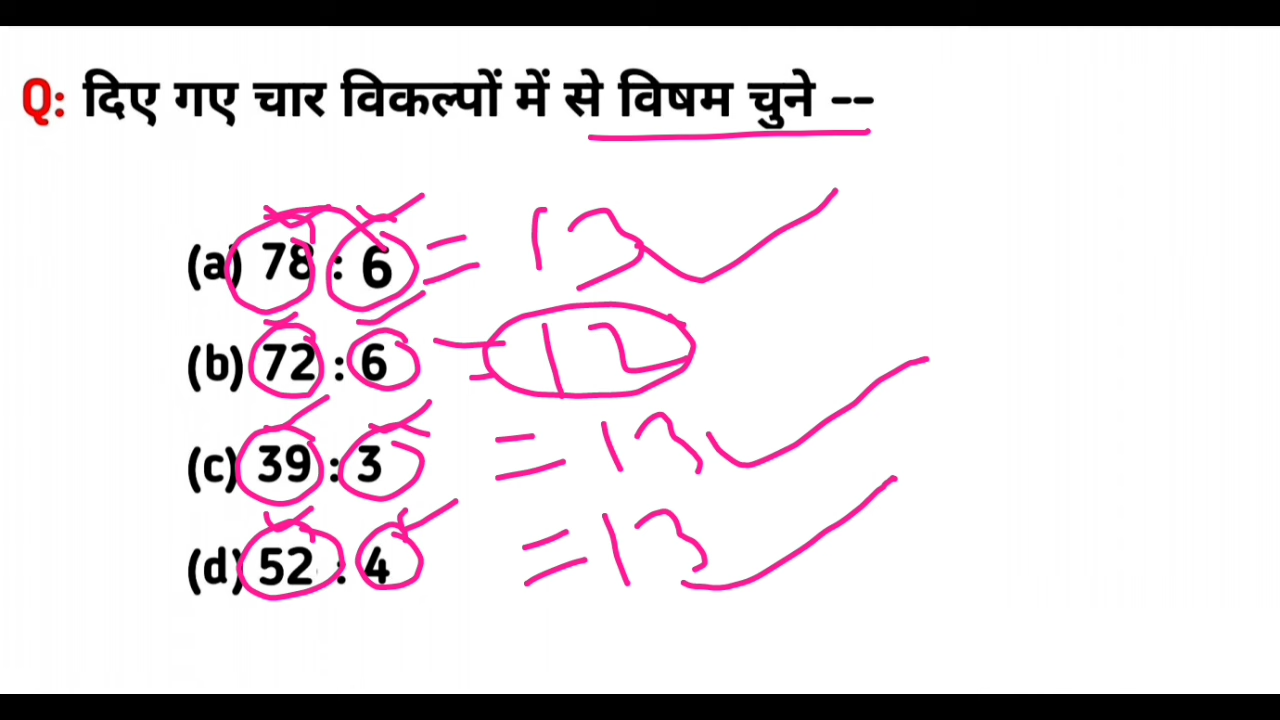 Q: दिए गए चार विकल्पों में से विषम चुने --
(a) 78 : 6 = 13
(b) 72 : 6 = 12
(c) 39 : 3 = 13
(d) 52 : 4 = 13